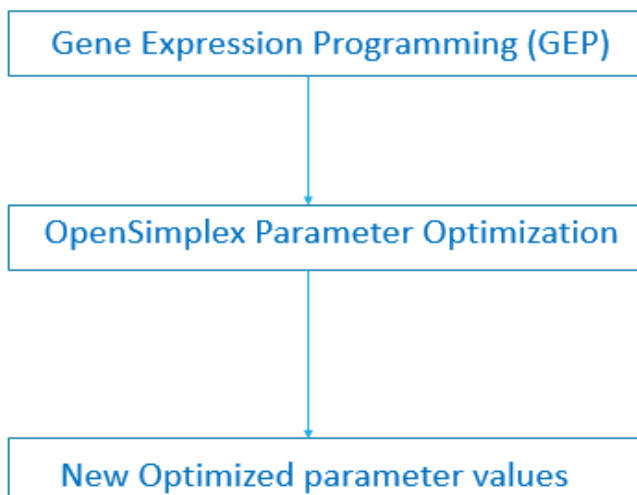 Gene Expression Programming (GEP)
OpenSimplex Parameter Optimization
New Optimized parameter values